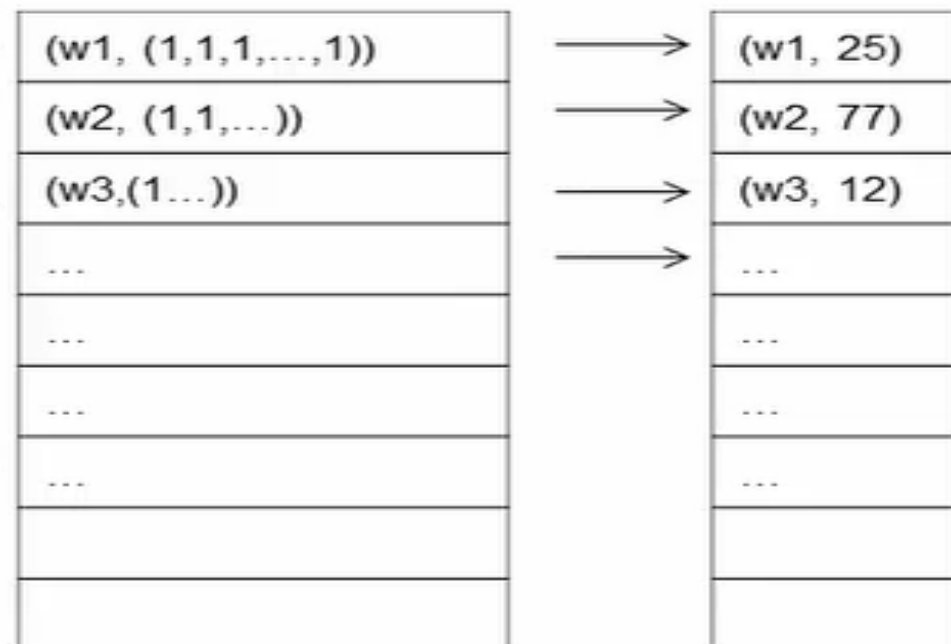 (w1, (1,1,1,...,1)) (w1, 25)
(w2, (1,1,...)) (w2, 77)
(w3,(1...)) (w3, 12)
... ...
... ...
... ...
... ...